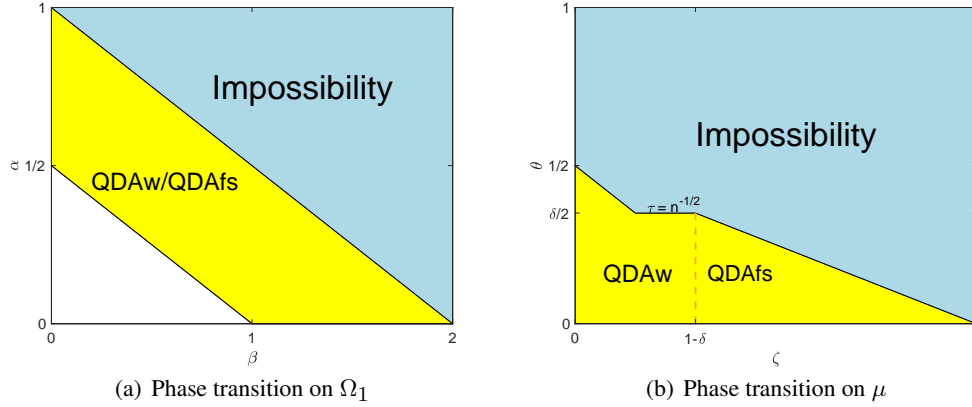 1
Impossibility
α
1/2
QDAw/QDAfs
0
0
1
2
β
(a) Phase transition on Ω1
1
Impossibility
θ
1/2
τ = n-1/2
δ/2
QDAw
QDAfs
0
0
1-δ
ζ
(b) Phase transition on μ